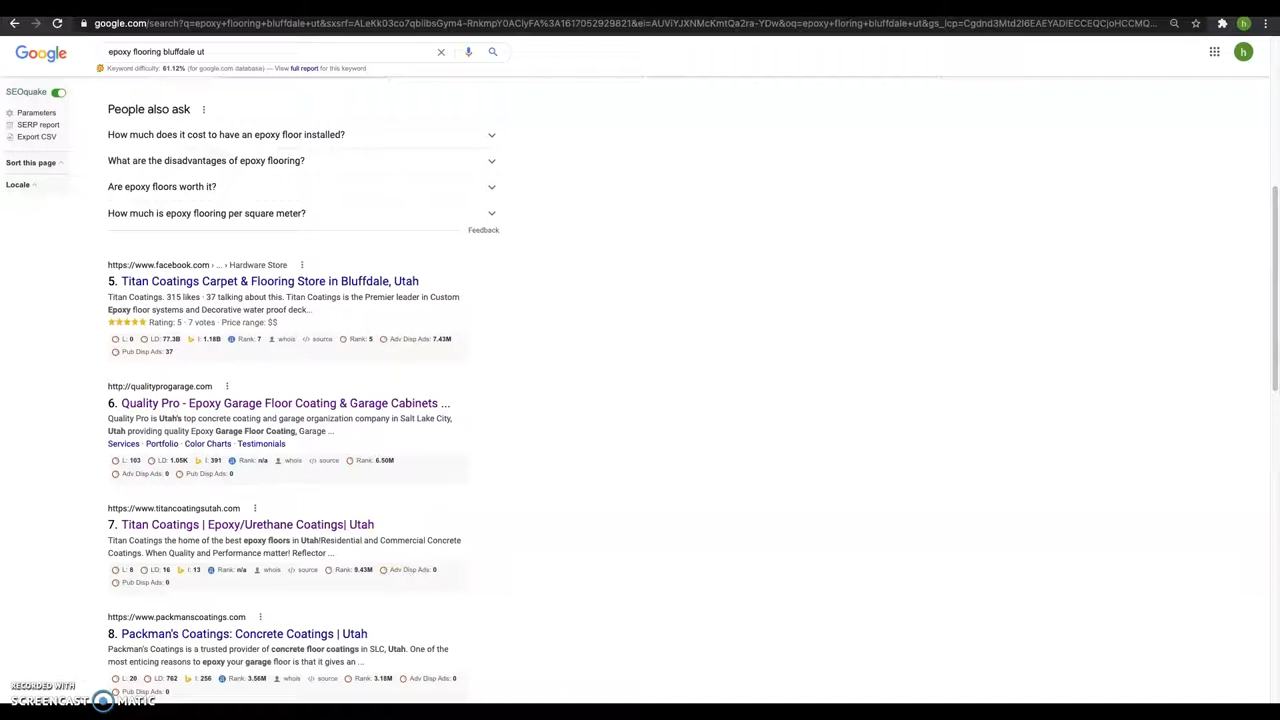 google.com/search?q=epoxy+flooring+bluffdale+ut&sxsrf=ALeKk03co7qbiibsGym4-RnkmpY0ACIyFA%3A1617052929821&ei=AUViYJXNMcKmtQa2ra-YDw&oq=epoxy+floring+bluffdale+ut&gs_lcp=Cgdnd3Mtd2l6EAEYADIECCEQCjoHCCMQ...
h
Google
epoxy flooring bluffdale ut
h
Keyword difficulty: 61.12% (for google.com database) — View full report for this keyword
SEOquake
Parameters
SERP report
Export CSV
Sort this page
Locale
People also ask
How much does it cost to have an epoxy floor installed?
What are the disadvantages of epoxy flooring?
Are epoxy floors worth it?
How much is epoxy flooring per square meter?
Feedback
https://www.facebook.com › ... › Hardware Store
5. Titan Coatings Carpet & Flooring Store in Bluffdale, Utah
Titan Coatings. 315 likes · 37 talking about this. Titan Coatings is the Premier leader in Custom
Epoxy floor systems and Decorative water proof deck...
Rating: 5 · 7 votes · Price range: $$
L: 0 LD: 77.3B I: 1.18B Rank: 7 whois source Rank: 5 Adv Disp Ads: 7.43M
Pub Disp Ads: 37
http://qualityprogarage.com
6. Quality Pro - Epoxy Garage Floor Coating & Garage Cabinets ...
Quality Pro is Utah's top concrete coating and garage organization company in Salt Lake City,
Utah providing quality Epoxy Garage Floor Coating, Garage ...
Services · Portfolio · Color Charts · Testimonials
L: 103 LD: 1.05K I: 391 Rank: n/a whois source Rank: 6.50M
Adv Disp Ads: 0 Pub Disp Ads: 0
https://www.titancoatingsutah.com
7. Titan Coatings | Epoxy/Urethane Coatings| Utah
Titan Coatings the home of the best epoxy floors in Utah!Residential and Commercial Concrete
Coatings. When Quality and Performance matter! Reflector ...
L: 8 LD: 16 I: 13 Rank: n/a whois source Rank: 9.43M Adv Disp Ads: 0
Pub Disp Ads: 0
https://www.packmanscoatings.com
8. Packman's Coatings: Concrete Coatings | Utah
Packman's Coatings is a trusted provider of concrete floor coatings in SLC, Utah. One of the
most enticing reasons to epoxy your garage floor is that it gives an ...
L: 20 LD: 762 I: 256 Rank: 3.56M whois source Rank: 3.18M Adv Disp Ads: 0
Pub Disp Ads: 0
RECORDED WITH
SCREENCAST MATIC